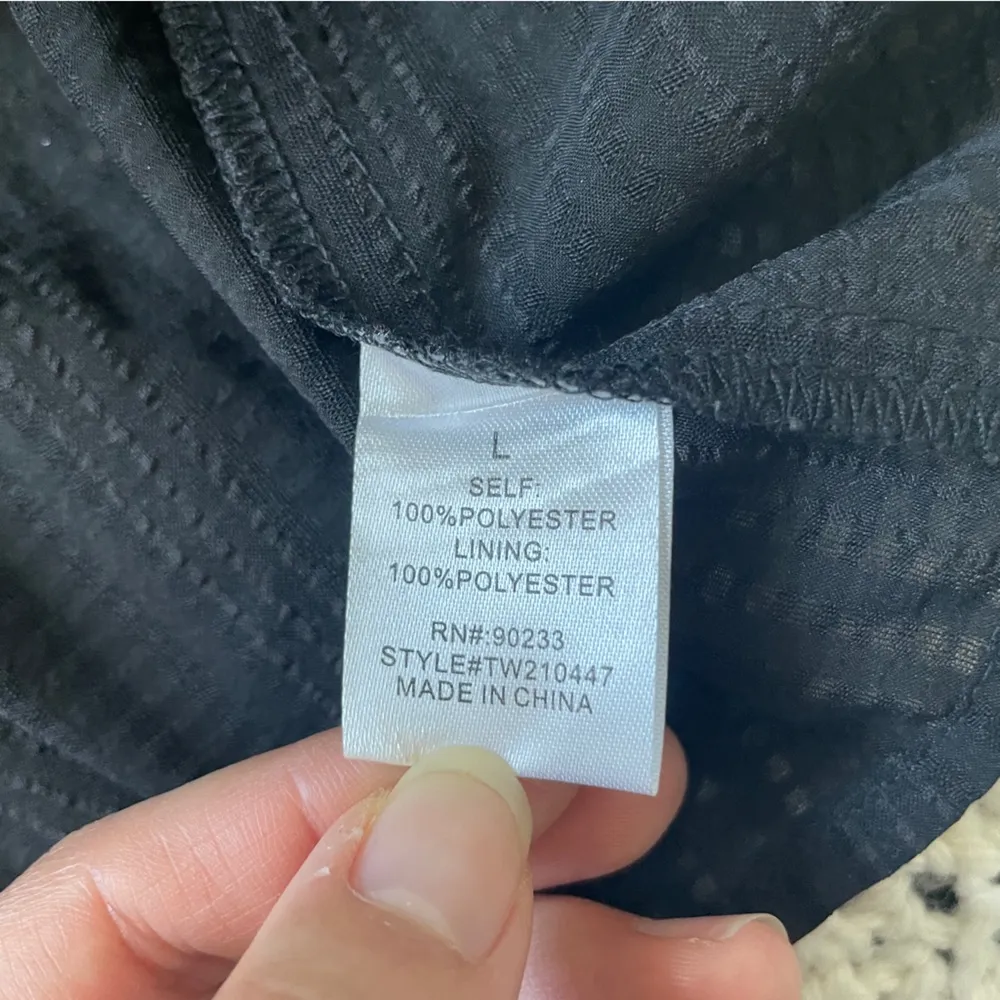 L
SELF:
100%POLYESTER
LINING:
100%POLYESTER
RN#:90233
STYLE#TW210447
MADE IN CHINA